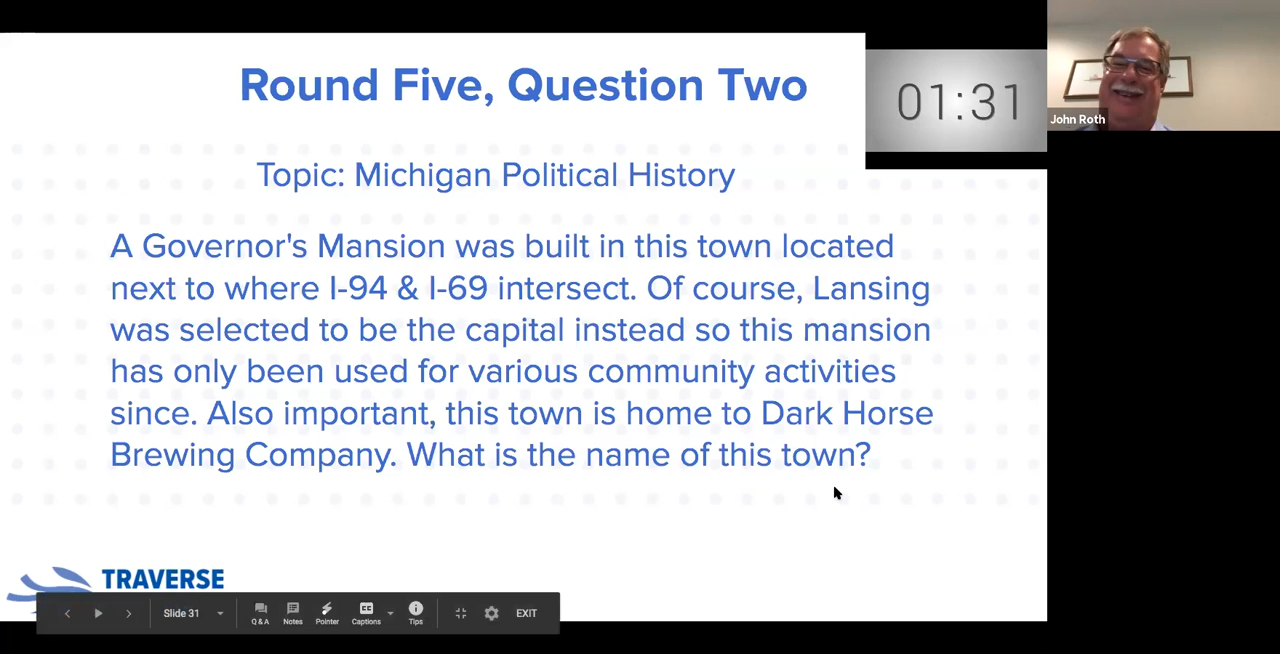 Round Five, Question Two
01:31
John Roth
Topic: Michigan Political History
A Governor's Mansion was built in this town located
next to where I-94 & I-69 intersect. Of course, Lansing
was selected to be the capital instead so this mansion
has only been used for various community activities
since. Also important, this town is home to Dark Horse
Brewing Company. What is the name of this town?
TRAVERSE
Slide 31
Q & A
Notes
Pointer
CC
Captions
Tips
EXIT